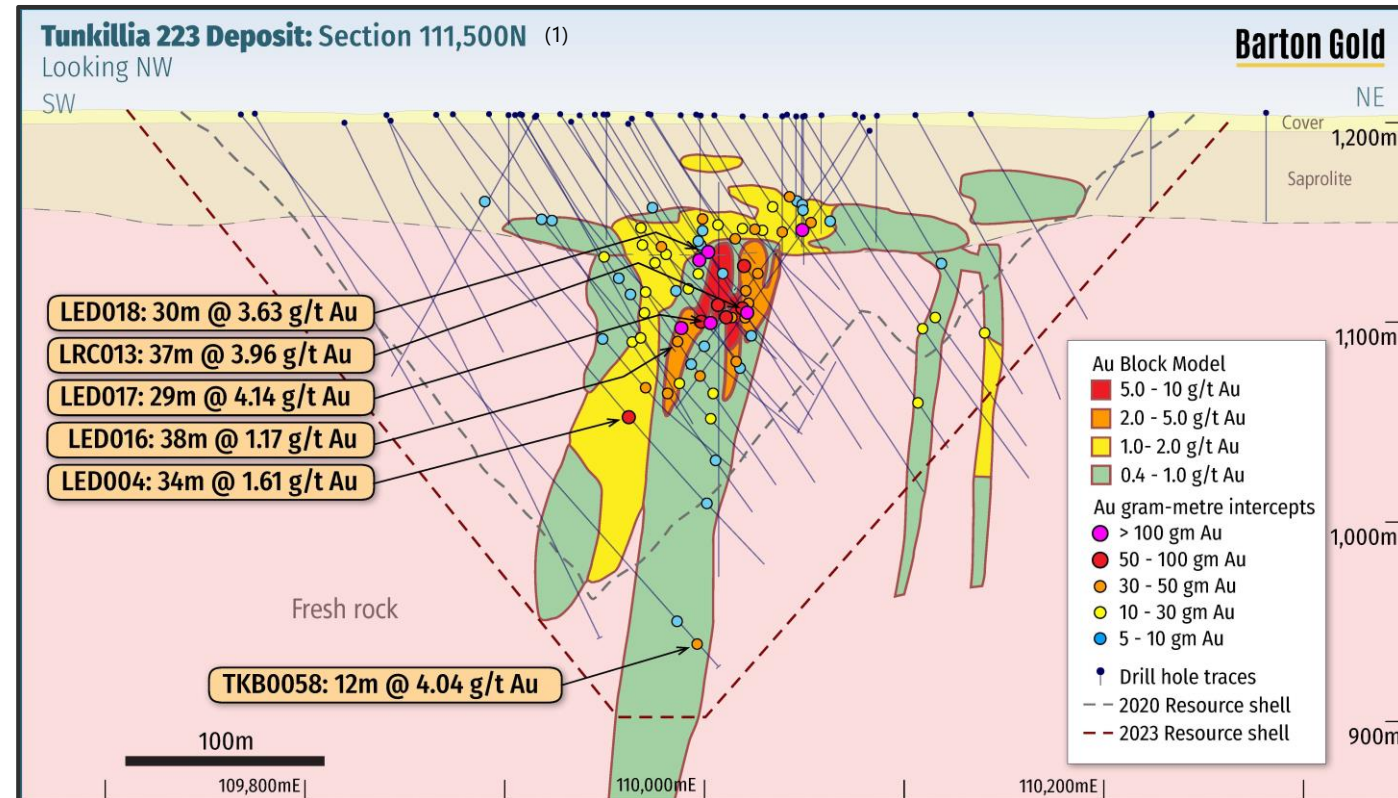 Tunkillia 223 Deposit: Section 111,500N (1)
Barton Gold
Looking NW
SW
NE
Cover
1,200m
Saprolite
LED018: 30m @ 3.63 g/t Au
LRC013: 37m @ 3.96 g/t Au
LED017: 29m @ 4.14 g/t Au
LED016: 38m @ 1.17 g/t Au
LED004: 34m @ 1.61 g/t Au
1,100m
Au Block Model
5.0 - 10 g/t Au
2.0 - 5.0 g/t Au
1.0- 2.0 g/t Au
0.4 - 1.0 g/t Au
Au gram-metre intercepts
> 100 gm Au
50 - 100 gm Au
30 - 50 gm Au
10 - 30 gm Au
5 - 10 gm Au
Drill hole traces
2020 Resource shell
2023 Resource shell
1,000m
Fresh rock
TKB0058: 12m @ 4.04 g/t Au
900m
100m
109,800mE
110,000mE
110,200mE